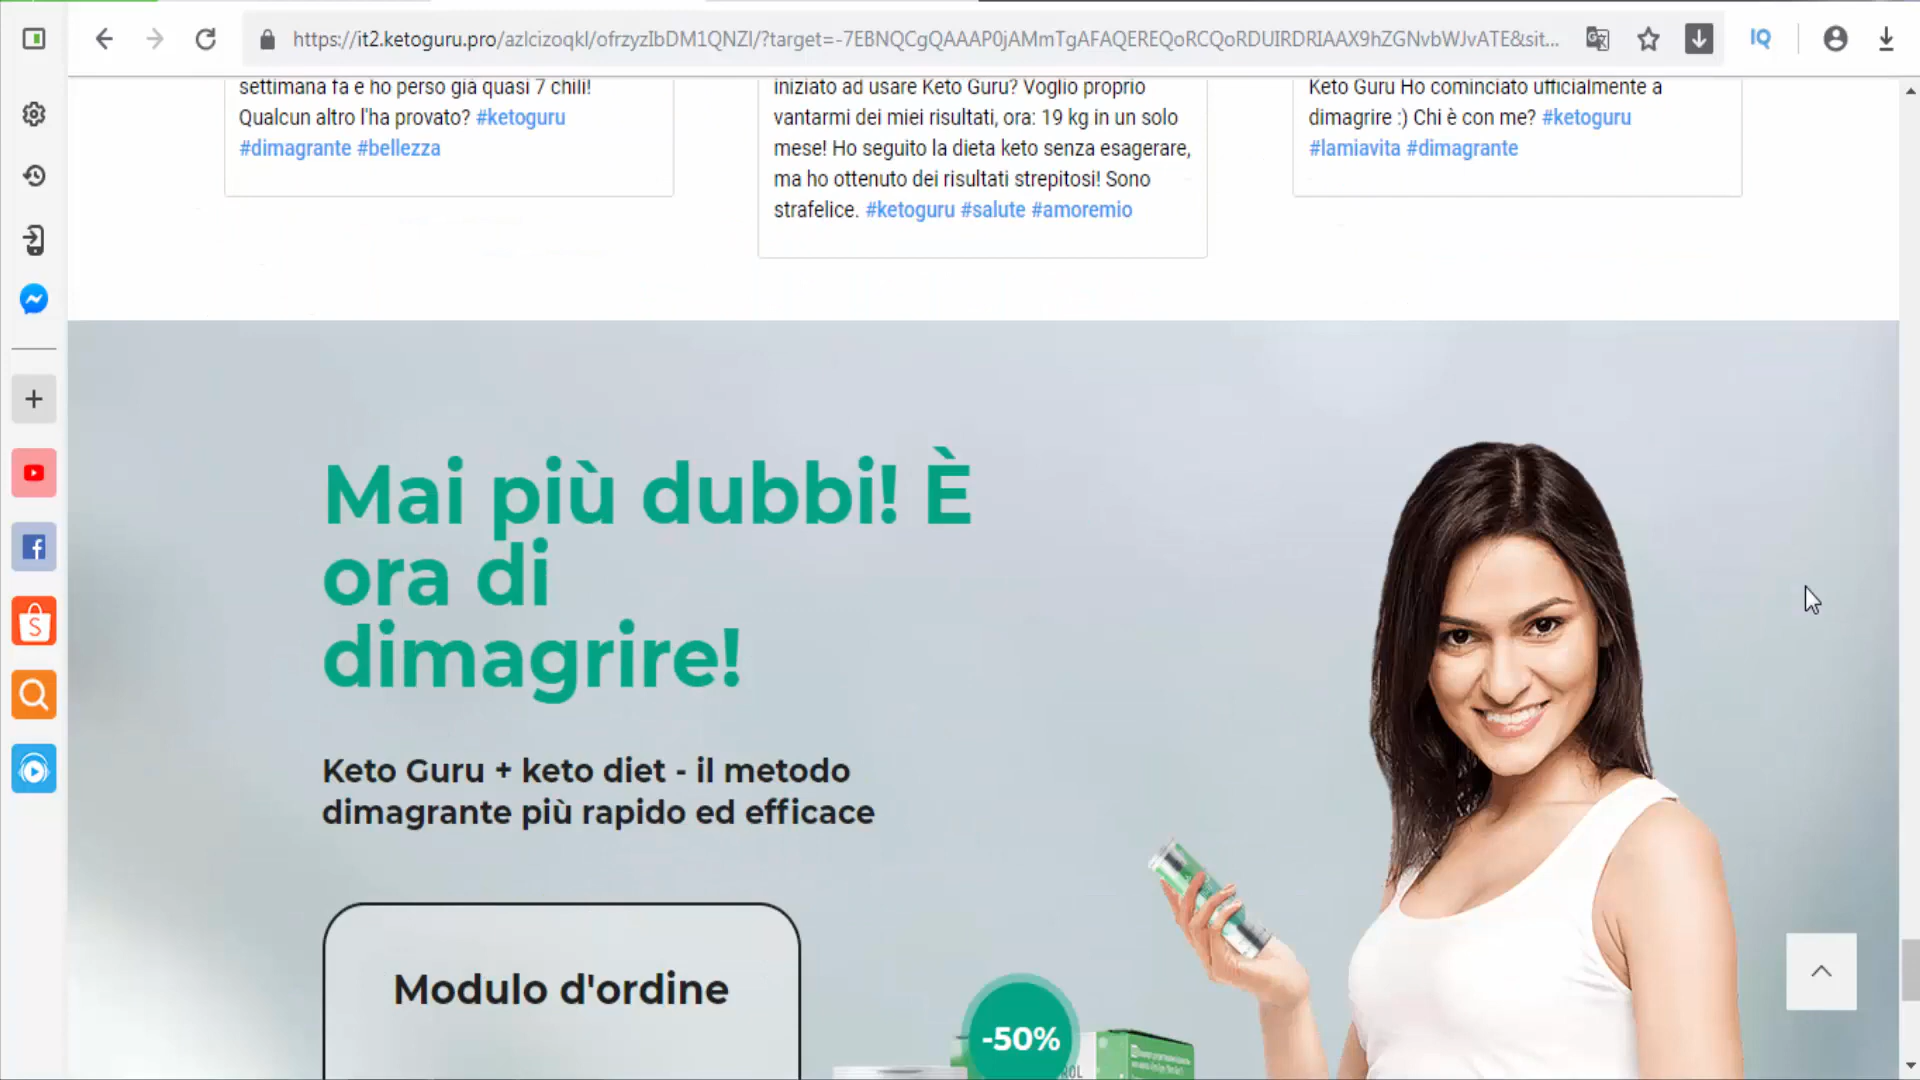 https://it2.ketoguru.pro/azlcizoqkl/ofrzyzIbDM1QNZl/?target=-7EBNQCgQAAAP0jAMmTgAFAQEREQoRCQoRDUIRDRIAAX9hZGNvbWJvATE&sit...
IQ
settimana fa e ho perso già quasi 7 chili!
Qualcun altro l'ha provato? #ketoguru
#dimagrante #bellezza
iniziato ad usare Keto Guru? Voglio proprio
vantarmi dei miei risultati, ora: 19 kg in un solo
mese! Ho seguito la dieta keto senza esagerare,
ma ho ottenuto dei risultati strepitosi! Sono
strafelice. #ketoguru #salute #amoremio
Keto Guru Ho cominciato ufficialmente a
dimagrire :) Chi è con me? #ketoguru
#lamiavita #dimagrante
Mai più dubbi! È
ora di
dimagrire!
Keto Guru + keto diet - il metodo
dimagrante più rapido ed efficace
Modulo d'ordine
-50%